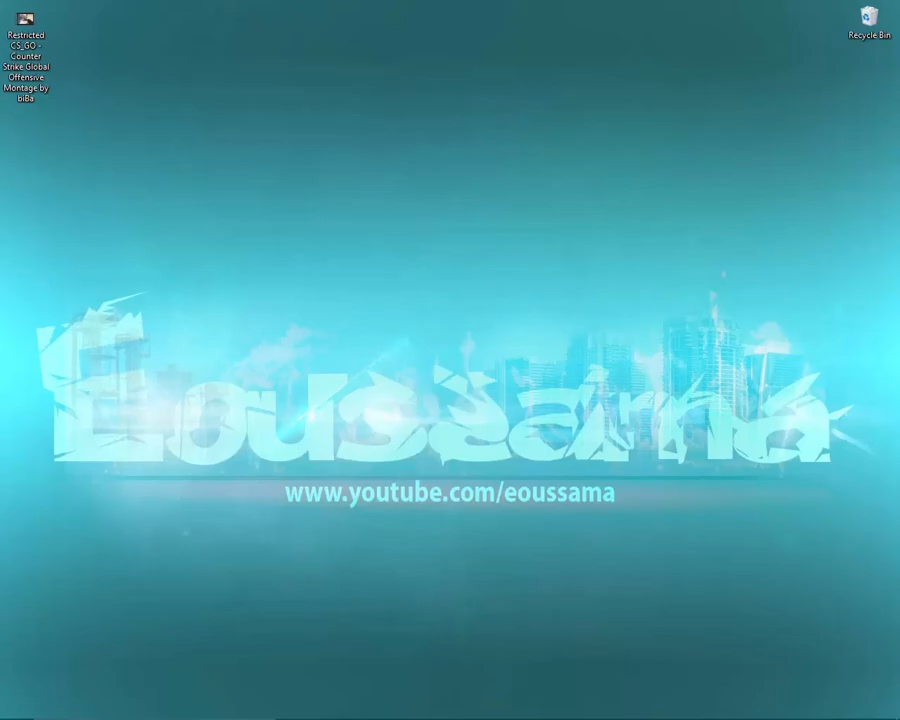 Restricted
CS_GO -
Counter
Strike Global
Offensive
Montage by
biBa
Recycle Bin
Eoussama
www.youtube.com/eoussama